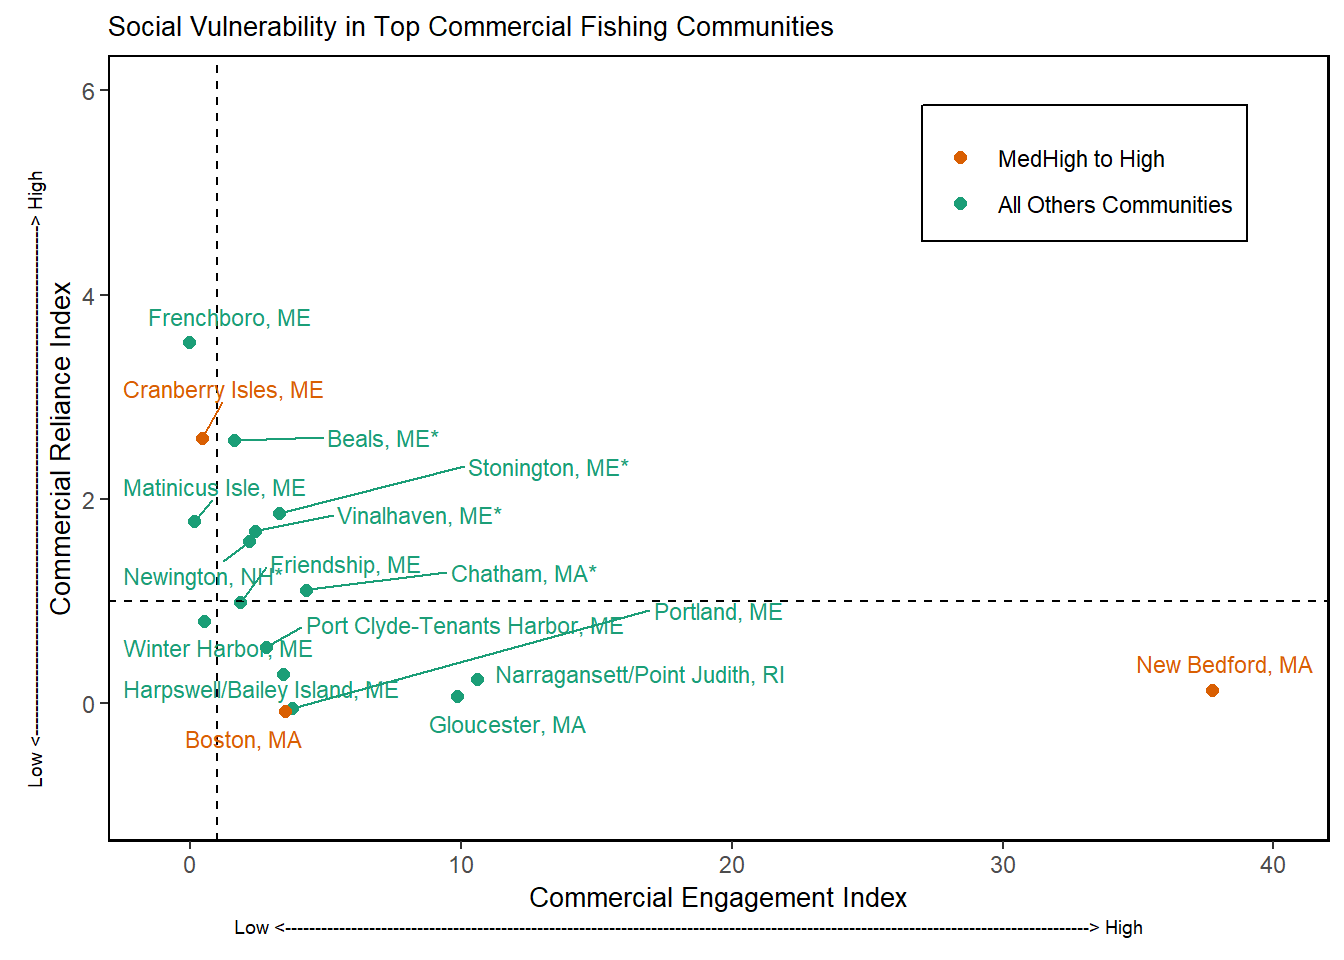 Social Vulnerability in Top Commercial Fishing Communities
6
4
2
0
Low <--------------------------------------------------------------------------------------> High
Commercial Reliance Index
MedHigh to High
All Others Communities
Frenchboro, ME
Cranberry Isles, ME
Beals, ME*
Stonington, ME*
Matinicus Isle, ME
Vinalhaven, ME*
Friendship, ME
Newington, NH*
Chatham, MA*
Portland, ME
Port Clyde-Tenants Harbor, ME
Winter Harbor, ME
New Bedford, MA
Narragansett/Point Judith, RI
Harpswell/Bailey Island, ME
Gloucester, MA
Boston, MA
0
10
20
30
40
Commercial Engagement Index
Low <--------------------------------------------------------------------------------------------------------------------------------------> High